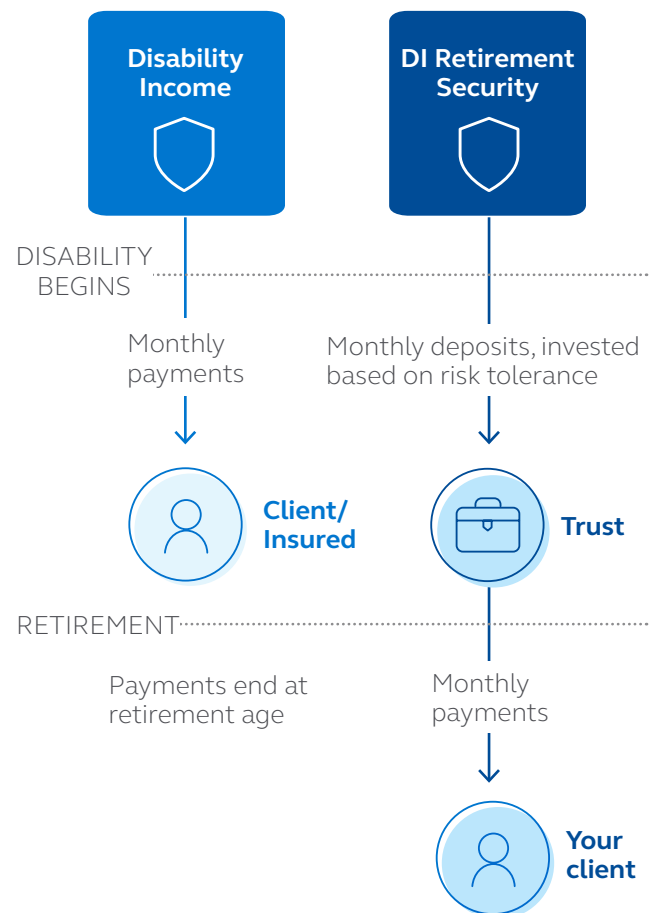 Disability
Income
DI Retirement
Security
DISABILITY
BEGINS
Monthly
payments
Monthly deposits, invested
based on risk tolerance
Client/
Insured
Trust
RETIREMENT
Payments end at
retirement age
Monthly
payments
Your
client